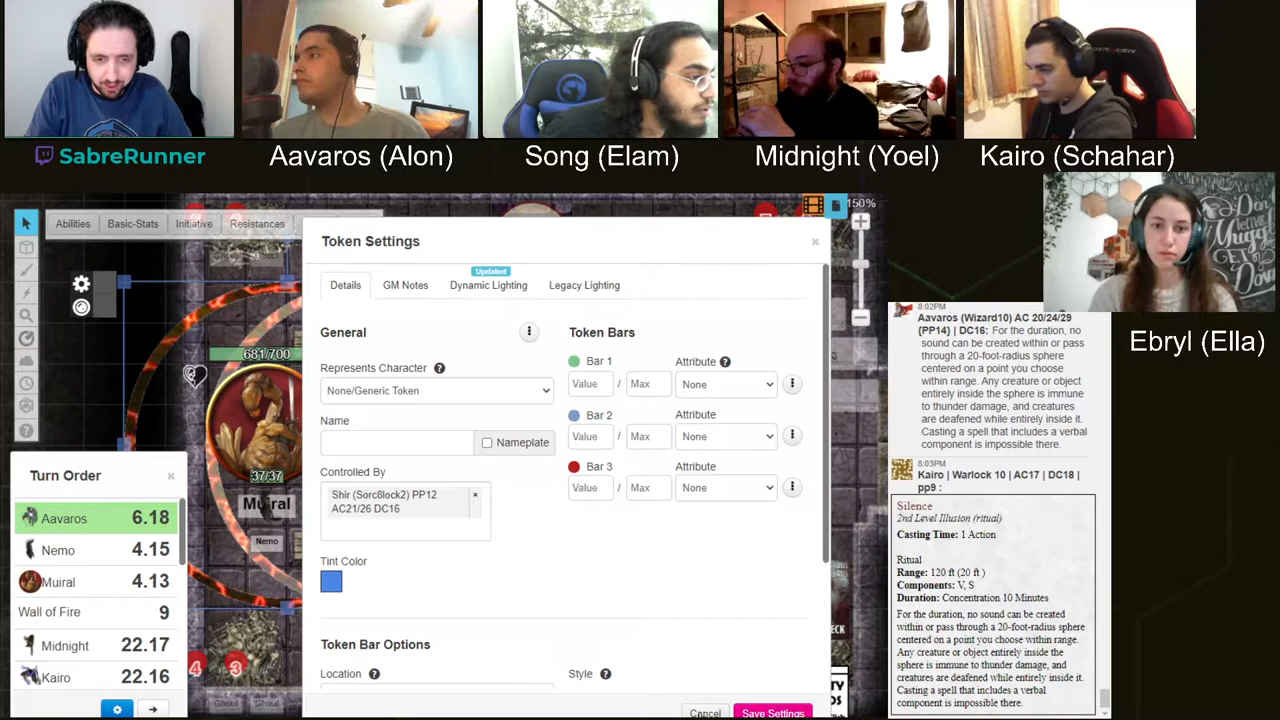 SabreRunner
Aavaros (Alon)
Song (Elam)
Midnight (Yoel)
Kairo (Schahar)
Ebryl (Ella)
Abilities
Basic-Stats
Initiative
Resistances
150%
Token Settings
×
Details
GM Notes
Updated
Dynamic Lighting
Legacy Lighting
General
Represents Character
None/Generic Token
Name
Nameplate
Controlled By
Shir (Sorc8lock2) PP12
AC21/26 DC16
×
Tint Color
Token Bars
Bar 1
Attribute
Value / Max
None
Bar 2
Attribute
Value / Max
None
Bar 3
Attribute
Value / Max
None
Token Bar Options
Location
Style
Cancel
Save Settings
681/700
37/37
Muiral
Nemo
Ghoul Ghoul
4 3
Ghoul Ghoul
Turn Order
×
Aavaros 6.18
Nemo 4.15
Muiral 4.13
Wall of Fire 9
Midnight 22.17
Kairo 22.16
8:02PM
Aavaros (Wizard10) AC 20/24/29
{PP14} | DC16: For the duration, no
sound can be created
within or pass through a
20-foot-radius sphere
centered on a point you
choose within range. Any
creature or object
entirely inside the
sphere is immune to
thunder damage, and
creatures are deafened
while entirely inside it.
Casting a spell that
includes a verbal
component is impossible
there.
8:03PM
Kairo | Warlock 10 | AC17 | DC18 |
pp9 :
Silence
2nd Level Illusion (ritual)
Casting Time: 1 Action
Ritual
Range: 120 ft (20 ft )
Components: V, S
Duration: Concentration 10 Minutes
For the duration, no sound can be created
within or pass through a 20-foot-radius sphere
centered on a point you choose within range.
Any creature or object entirely inside the
sphere is immune to thunder damage, and
creatures are deafened while entirely inside it.
Casting a spell that includes a verbal
component is impossible there.